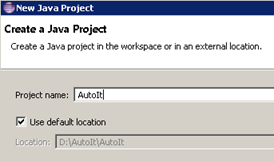 New Java Project
Create a Java Project
Create a Java project in the workspace or in an external location.
Project name: AutoIt
Use default location
Location: D:\AutoIt\AutoIt